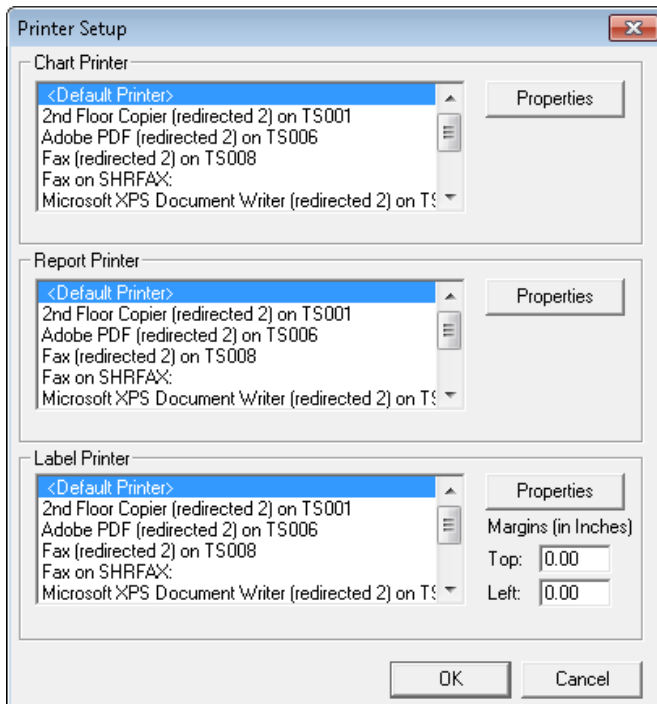 Printer Setup
Chart Printer
<Default Printer>
2nd Floor Copier (redirected 2) on TS001
Adobe PDF (redirected 2) on TS006
Fax (redirected 2) on TS008
Fax on SHRFAX:
Microsoft XPS Document Writer (redirected 2) on TS
Properties
Report Printer
<Default Printer>
2nd Floor Copier (redirected 2) on TS001
Adobe PDF (redirected 2) on TS006
Fax (redirected 2) on TS008
Fax on SHRFAX:
Microsoft XPS Document Writer (redirected 2) on TS
Properties
Label Printer
<Default Printer>
2nd Floor Copier (redirected 2) on TS001
Adobe PDF (redirected 2) on TS006
Fax (redirected 2) on TS008
Fax on SHRFAX:
Microsoft XPS Document Writer (redirected 2) on TS
Properties
Margins (in Inches)
Top: 0.00
Left: 0.00
OK Cancel